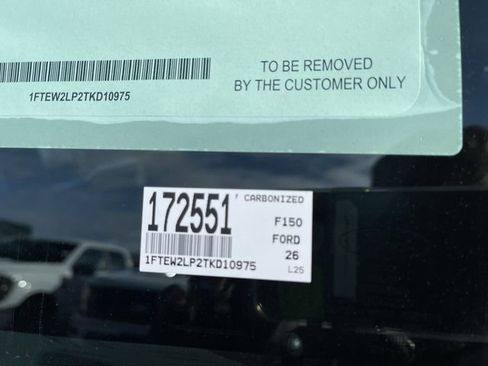 TO BE REMOVED
BY THE CUSTOMER ONLY
1FTEW2LP2TKD10975
172551
' CARBONIZED
F150
FORD
26
1FTEW2LP2TKD10975
L25